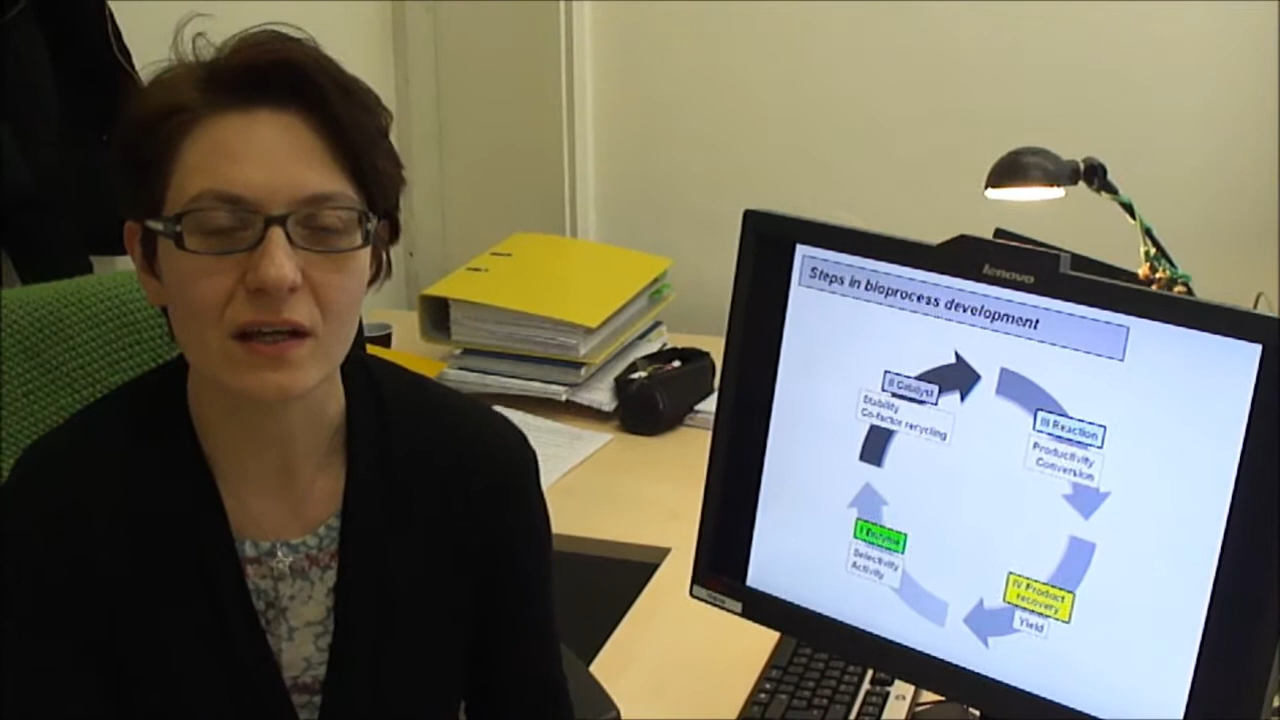 lenovo
Steps in bioprocess development
II Catalyst
Stability
Co-factor recycling
III Reaction
Productivity
Conversion
I Enzyme
Selectivity
Activity
IV Product
recovery
Yield